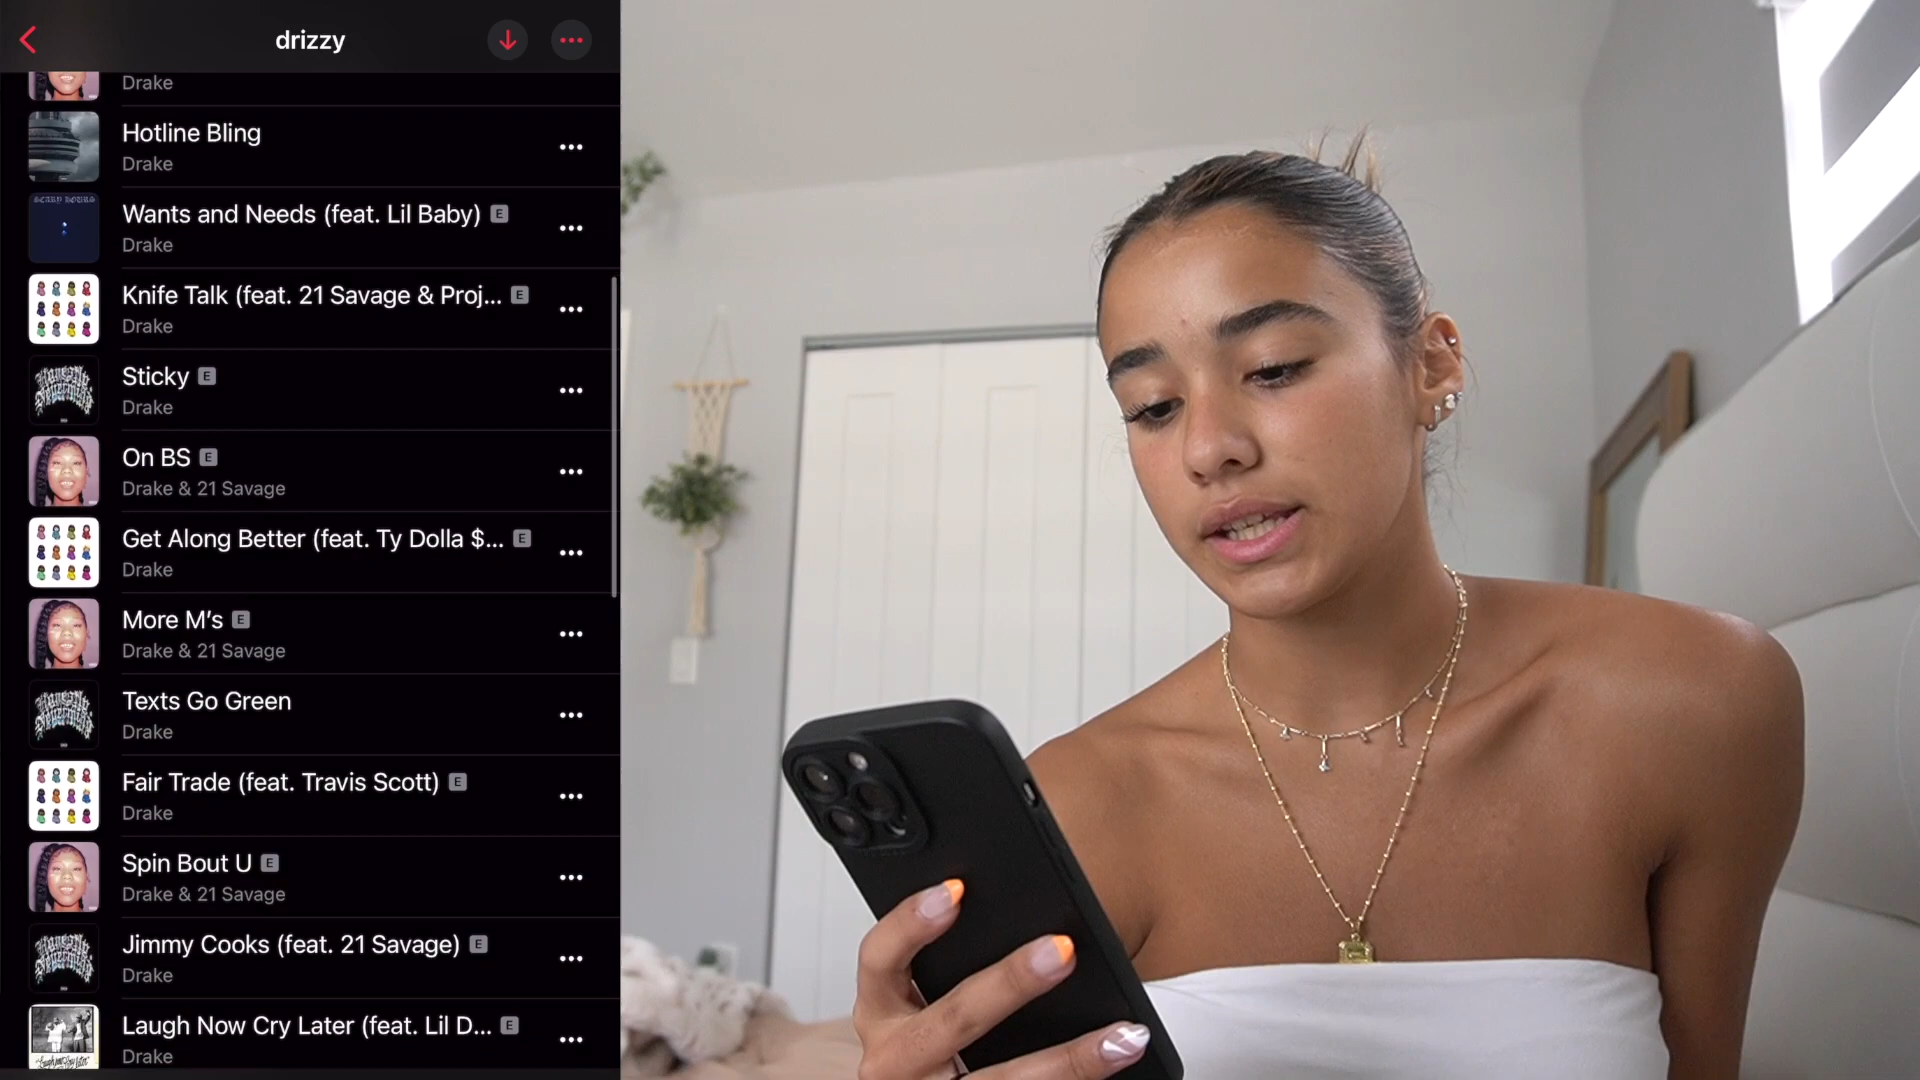 drizzy
Drake
Hotline Bling
Drake
SCARY HOURS
Wants and Needs (feat. Lil Baby) E
Drake
Knife Talk (feat. 21 Savage & Proj... E
Drake
Sticky E
Drake
On BS E
Drake & 21 Savage
Get Along Better (feat. Ty Dolla $... E
Drake
More M's E
Drake & 21 Savage
Texts Go Green
Drake
Fair Trade (feat. Travis Scott) E
Drake
Spin Bout U E
Drake & 21 Savage
Jimmy Cooks (feat. 21 Savage) E
Drake
Laugh Now Cry Later (feat. Lil D... E
Drake